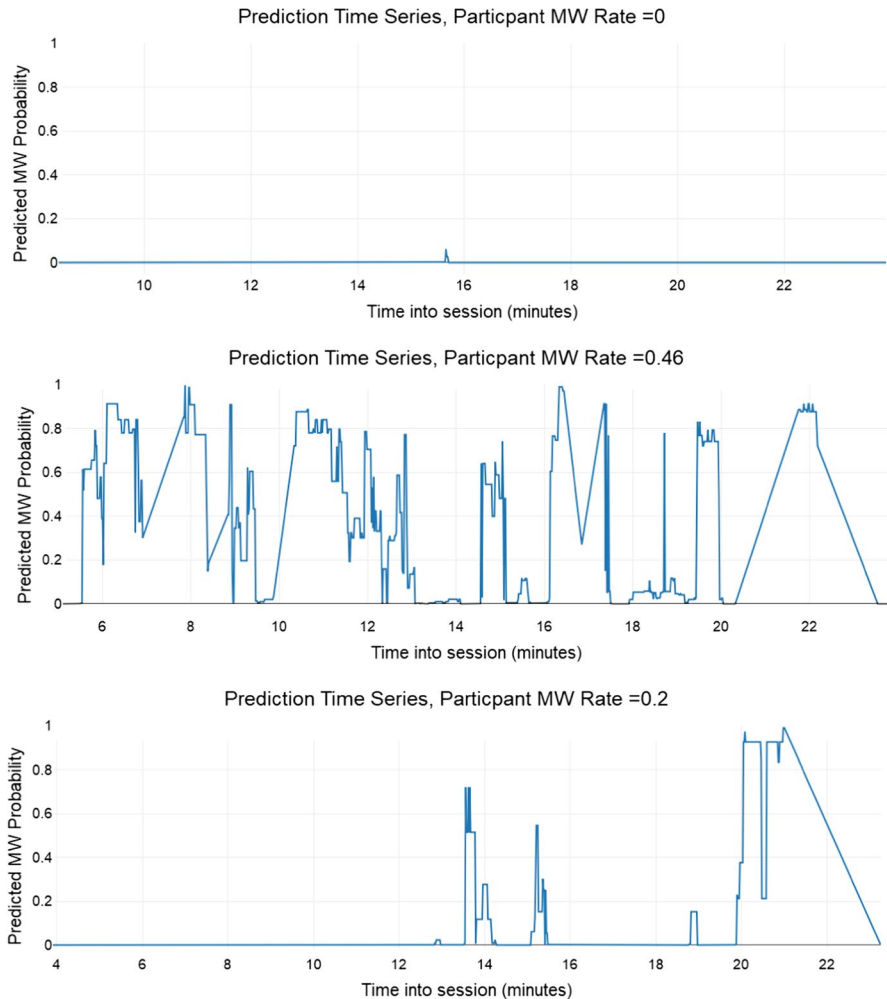 Prediction Time Series, Particpant MW Rate =0
Predicted MW Probability
1
0.8
0.6
0.4
0.2
0
10 12 14 16 18 20 22
Time into session (minutes)
Prediction Time Series, Particpant MW Rate =0.46
Predicted MW Probability
1
0.8
0.6
0.4
0.2
0
6 8 10 12 14 16 18 20 22
Time into session (minutes)
Prediction Time Series, Particpant MW Rate =0.2
Predicted MW Probability
1
0.8
0.6
0.4
0.2
0
4 6 8 10 12 14 16 18 20 22
Time into session (minutes)